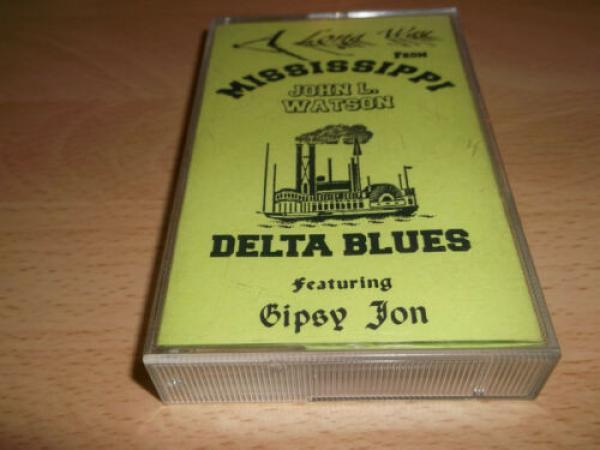 A Long Way
FROM
MISSISSIPPI
JOHN L.
WATSON
DELTA BLUES
Featuring
Gipsy Jon